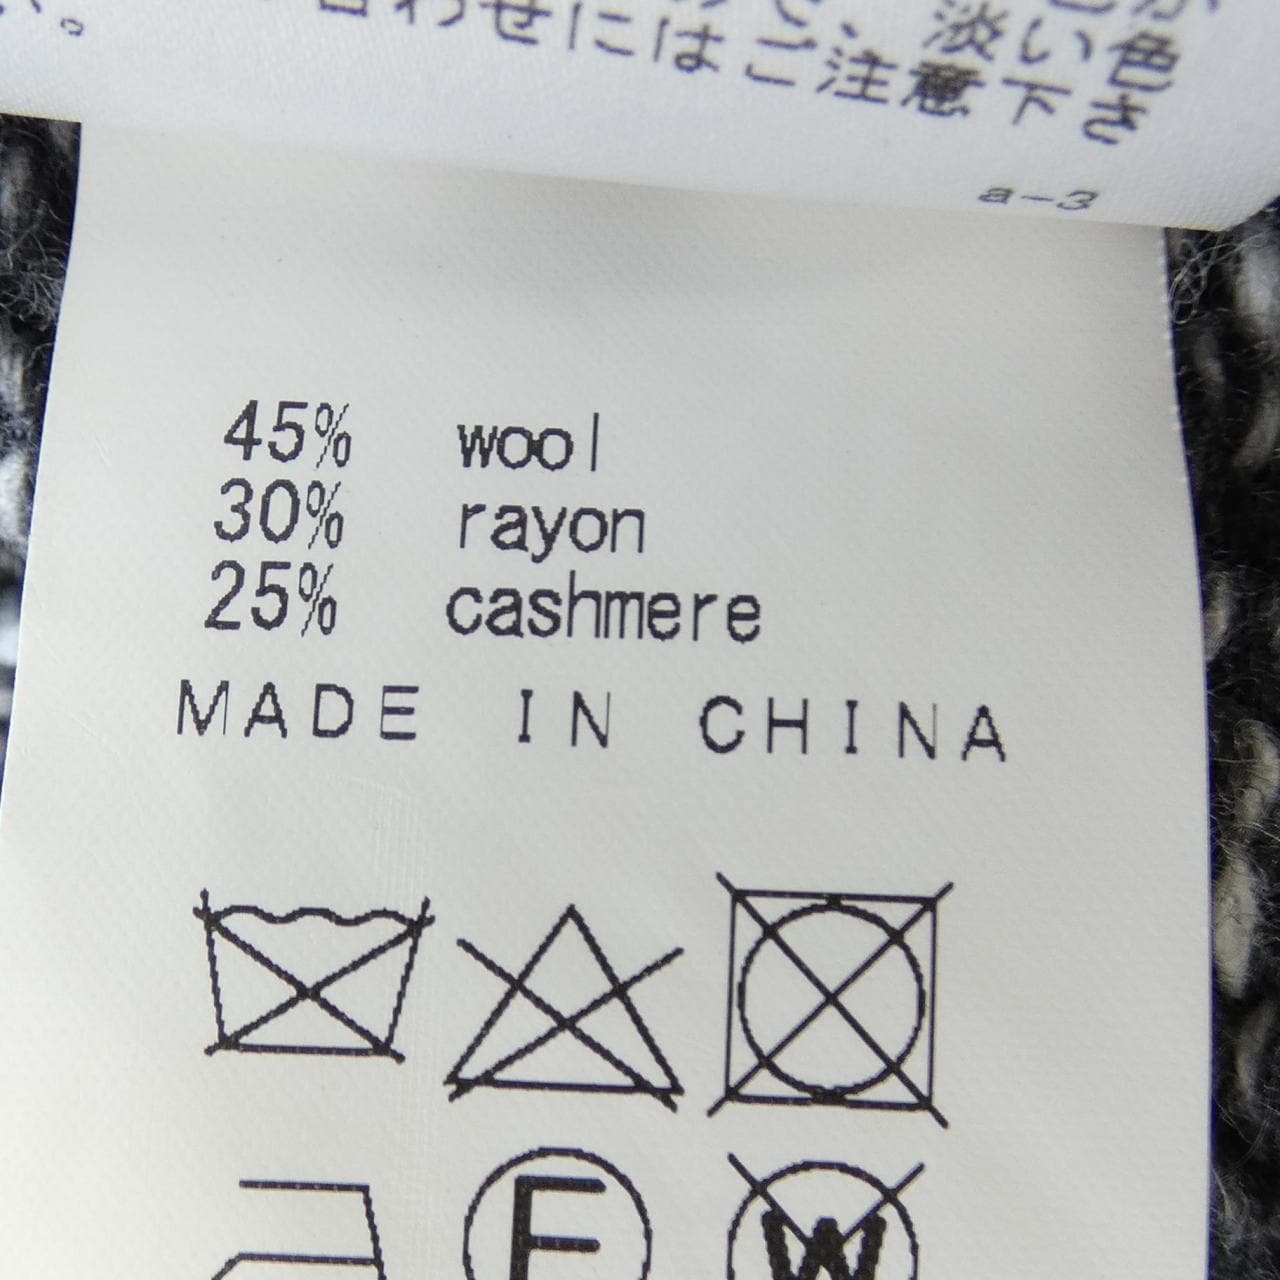 淡い色
わせにはご注意下さ
い。
a-3
45% wool
30% rayon
25% cashmere
MADE IN CHINA
F
W